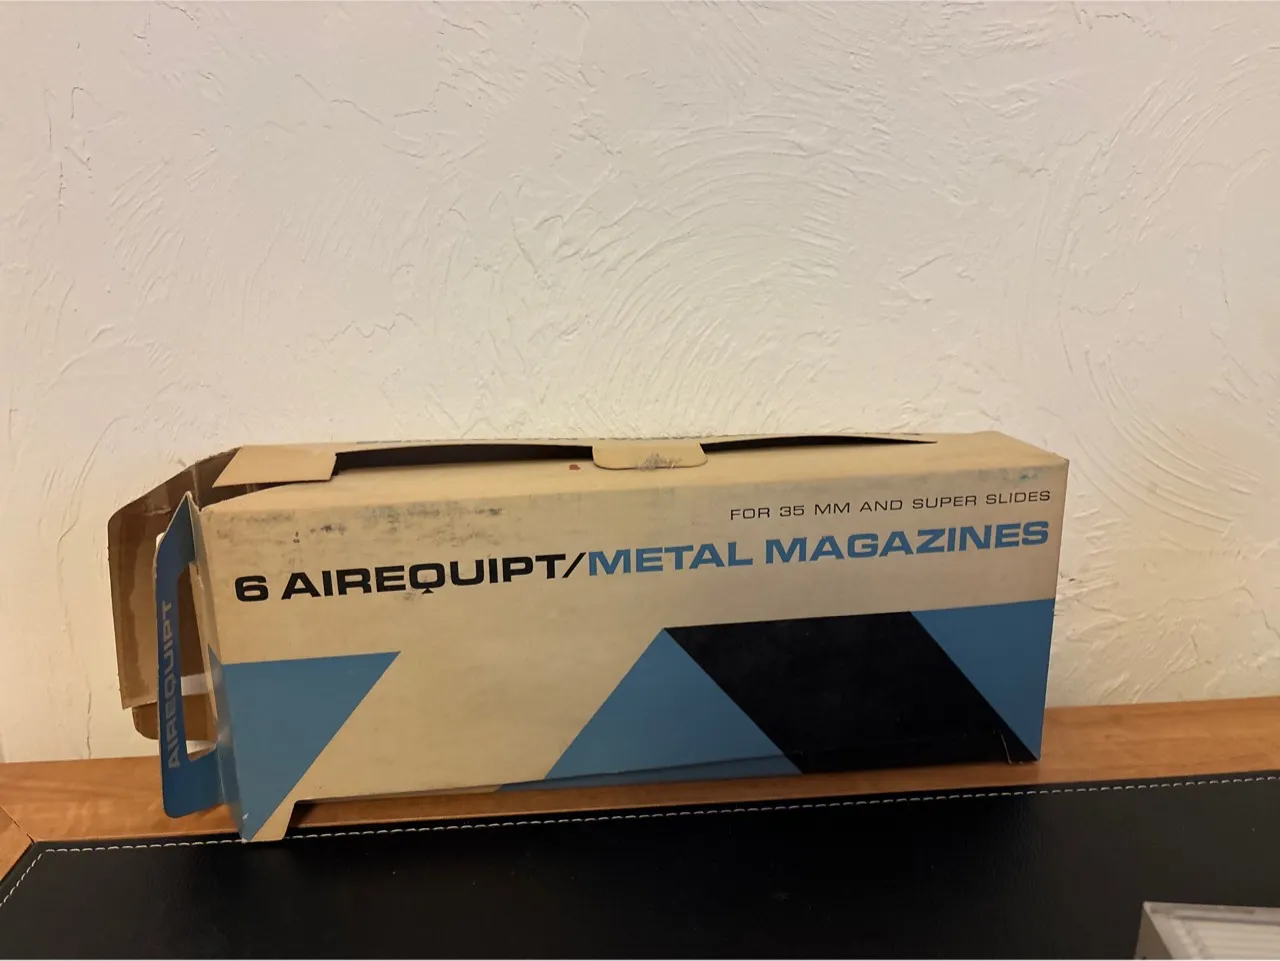 FOR 35 MM AND SUPER SLIDES
6 AIREQUIPT/METAL MAGAZINES
AIREQUIPT